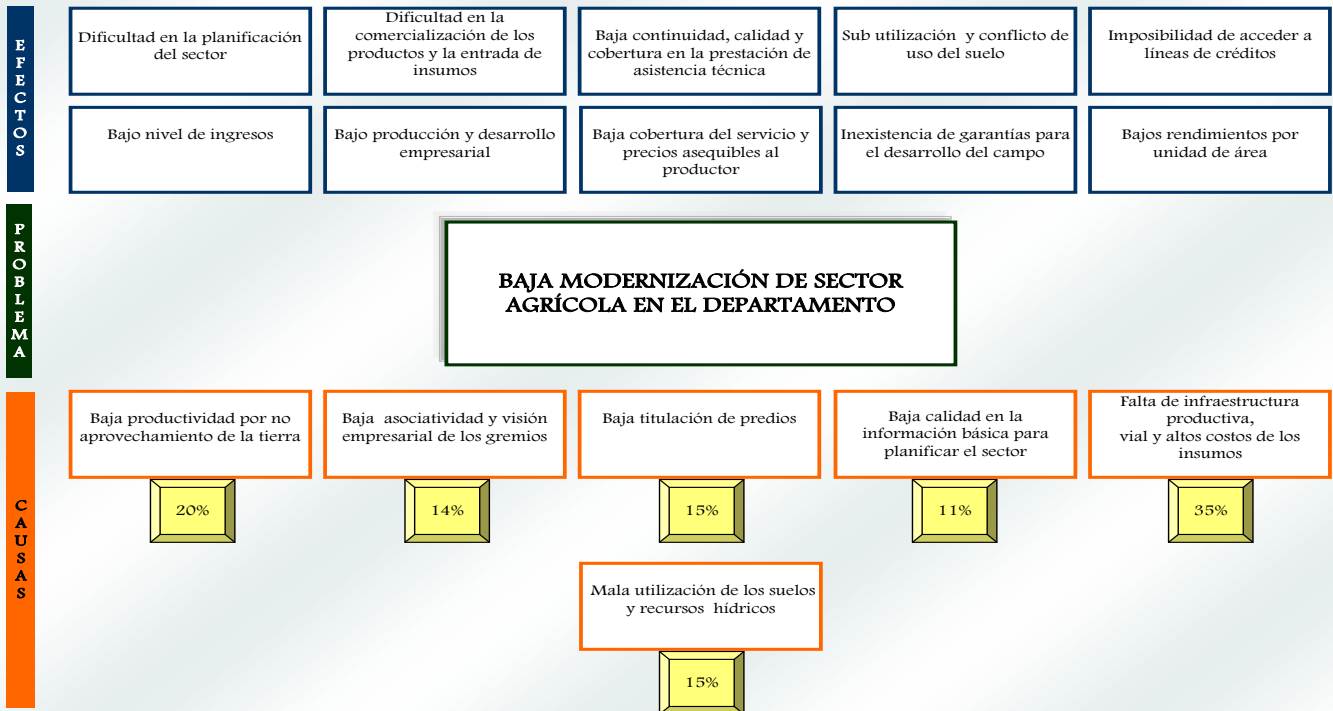 EFECTOS
Dificultad en la planificación
del sector
Dificultad en la
comercialización de los
productos y la entrada de
insumos
Baja continuidad, calidad y
cobertura en la prestación de
asistencia técnica
Sub utilización y conflicto de
uso del suelo
Imposibilidad de acceder a
líneas de créditos
Bajo nivel de ingresos
Bajo producción y desarrollo
empresarial
Baja cobertura del servicio y
precios asequibles al
productor
Inexistencia de garantías para
el desarrollo del campo
Bajos rendimientos por
unidad de área
PROBLEMA
BAJA MODERNIZACIÓN DE SECTOR
AGRÍCOLA EN EL DEPARTAMENTO
CAUSAS
Baja productividad por no
aprovechamiento de la tierra
20%
Baja asociatividad y visión
empresarial de los gremios
14%
Baja titulación de predios
15%
Baja calidad en la
información básica para
planificar el sector
11%
Falta de infraestructura
productiva,
vial y altos costos de los
insumos
35%
Mala utilización de los suelos
y recursos hídricos
15%